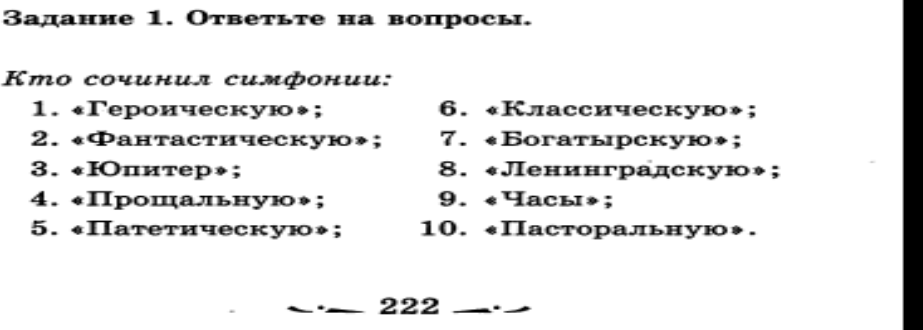 Задание 1. Ответьте на вопросы.
Кто сочинил симфонии:
1. «Героическую»; 6. «Классическую»;
2. «Фантастическую»; 7. «Богатырскую»;
3. «Юпитер»; 8. «Ленинградскую»;
4. «Прощальную»; 9. «Часы»;
5. «Патетическую»; 10. «Пасторальную».
222